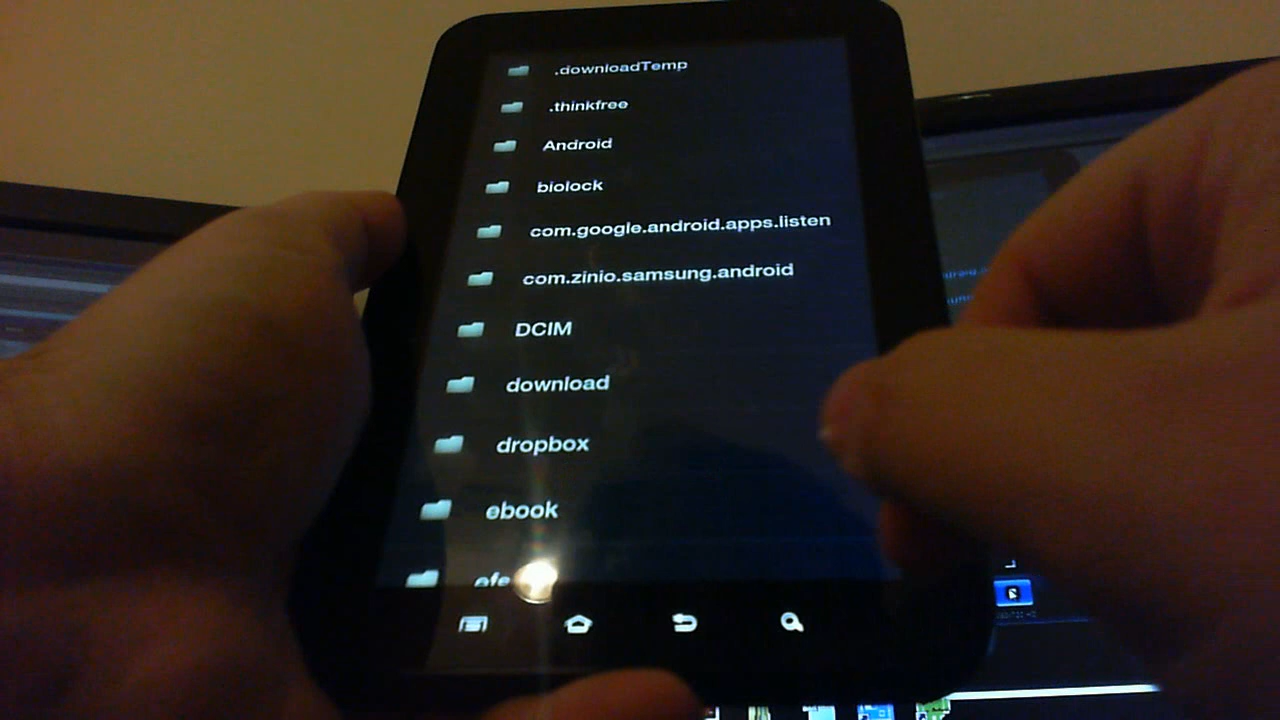 .downloadTemp
.thinkfree
Android
biolock
com.google.android.apps.listen
com.zinio.samsung.android
DCIM
download
dropbox
ebook